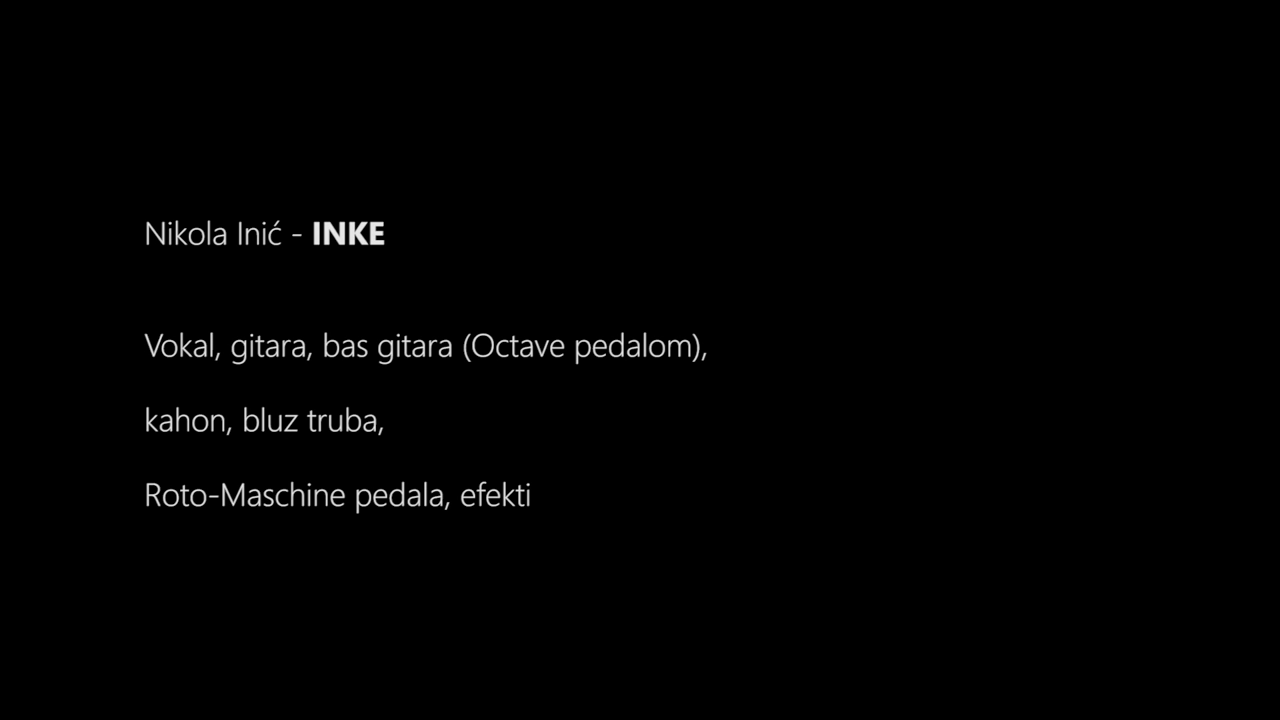 Nikola Inić - INKE
Vokal, gitara, bas gitara (Octave pedalom),
kahon, bluz truba,
Roto-Maschine pedala, efekti